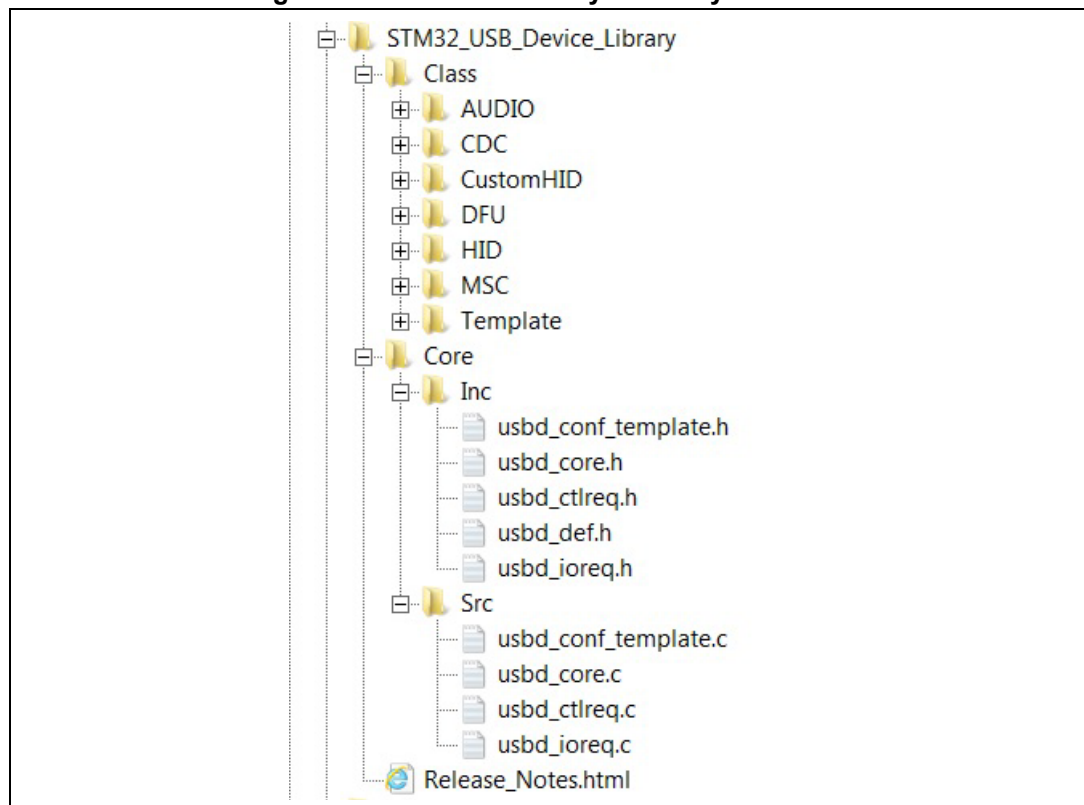 STM32_USB_Device_Library
Class
AUDIO
CDC
CustomHID
DFU
HID
MSC
Template
Core
Inc
usbd_conf_template.h
usbd_core.h
usbd_ctlreq.h
usbd_def.h
usbd_ioreq.h
Src
usbd_conf_template.c
usbd_core.c
usbd_ctlreq.c
usbd_ioreq.c
Release_Notes.html